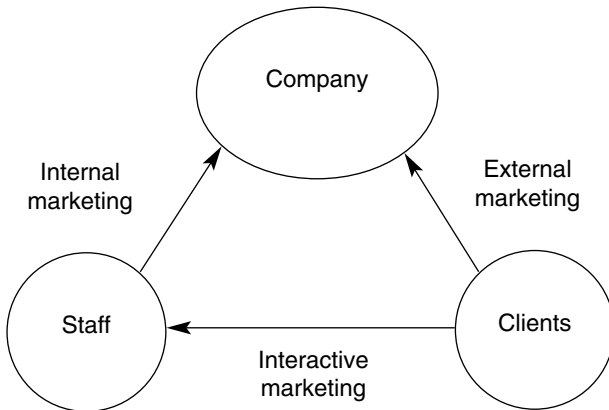 Company
Internal
marketing
External
marketing
Staff
Clients
Interactive
marketing